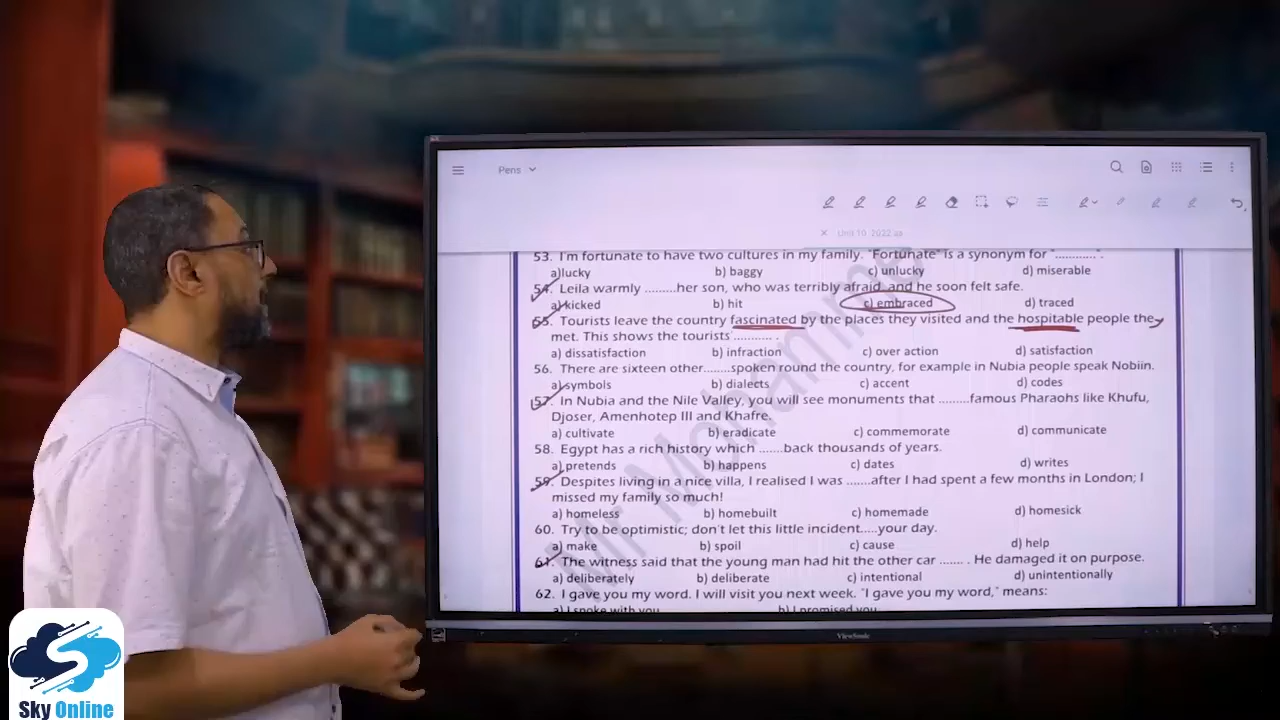 Pens
Unit 10 2022 aa
53. I'm fortunate to have two cultures in my family. "Fortunate" is a synonym for "............ ".
a)lucky b) baggy c) unlucky d) miserable
54. Leila warmly .........her son, who was terribly afraid, and he soon felt safe.
a) kicked b) hit c) embraced d) traced
55. Tourists leave the country fascinated by the places they visited and the hospitable people they
met. This shows the tourists ........... .
a) dissatisfaction b) infraction c) over action d) satisfaction
56. There are sixteen other........spoken round the country, for example in Nubia people speak Nobiin.
a) symbols b) dialects c) accent d) codes
57. In Nubia and the Nile Valley, you will see monuments that .........famous Pharaohs like Khufu,
Djoser, Amenhotep III and Khafre.
a) cultivate b) eradicate c) commemorate d) communicate
58. Egypt has a rich history which .......back thousands of years.
a) pretends b) happens c) dates d) writes
59. Despites living in a nice villa, I realised I was .......after I had spent a few months in London; I
missed my family so much!
a) homeless b) homebuilt c) homemade d) homesick
60. Try to be optimistic; don't let this little incident.....your day.
a) make b) spoil c) cause d) help
61. The witness said that the young man had hit the other car ....... . He damaged it on purpose.
a) deliberately b) deliberate c) intentional d) unintentionally
62. I gave you my word. I will visit you next week. "I gave you my word," means:
a) I spoke with you b) I promised you
ViewSonic
Sky Online